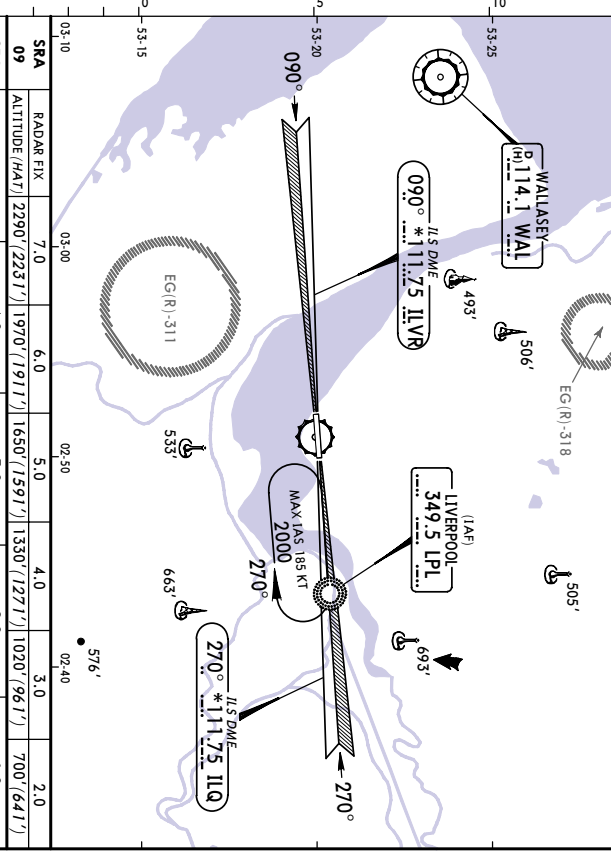 WALLASEY
D
(H) 114.1 WAL
ILS DME
090° *111.75 ILVR
493'
506'
EG(R)-318
505'
(IAF)
LIVERPOOL
349.5 LPL
693'
090°
EG(R)-311
533'
MAX IAS 185 KT
2000
270°
663'
576'
ILS DME
270° *111.75 ILQ
270°
0
5
10
53-15
53-20
53-25
03-10
03-00
02-50
02-40
SRA RADAR FIX 7.0 6.0 5.0 4.0 3.0 2.0
09 ALTITUDE (HAT) 2290' (2231') 1970' (1911') 1650' (1591') 1330' (1271') 1020' (961') 700' (641')